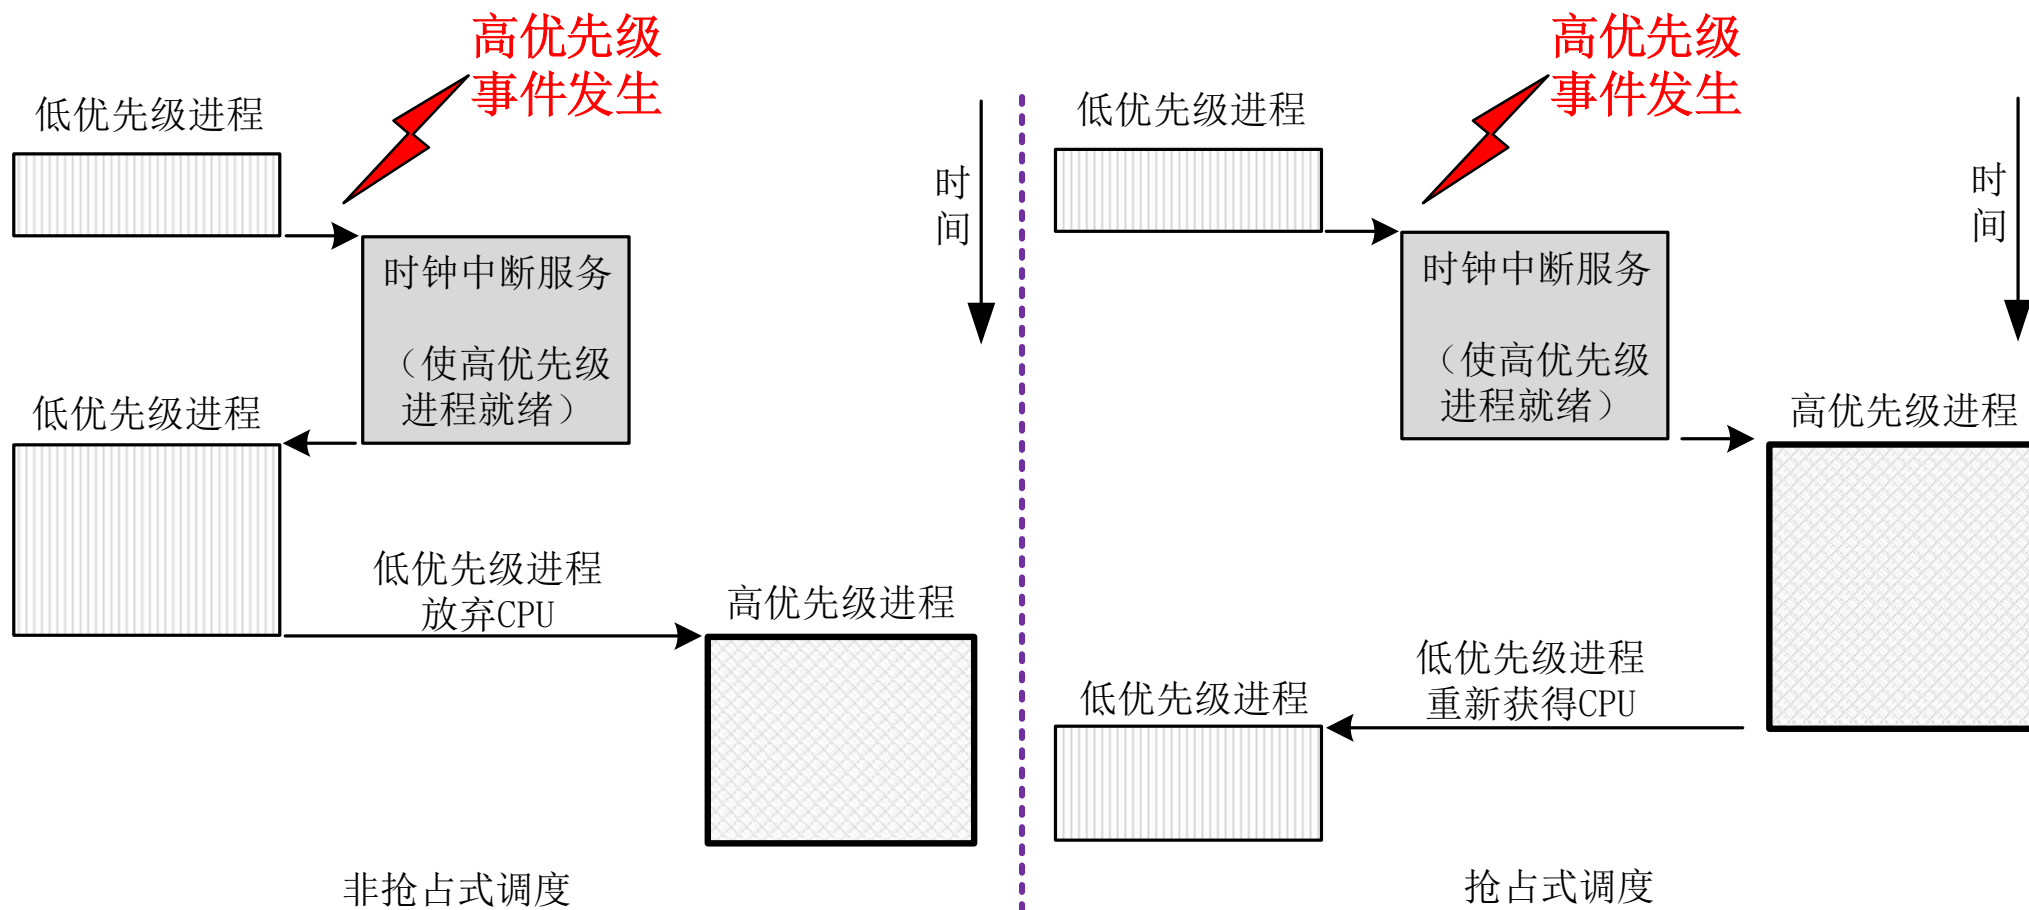 高优先级
事件发生
低优先级进程
时
间
时钟中断服务
（使高优先级
进程就绪）
低优先级进程
低优先级进程
放弃CPU
高优先级进程
非抢占式调度
高优先级
事件发生
低优先级进程
时
间
时钟中断服务
（使高优先级
进程就绪）
高优先级进程
低优先级进程
重新获得CPU
低优先级进程
抢占式调度